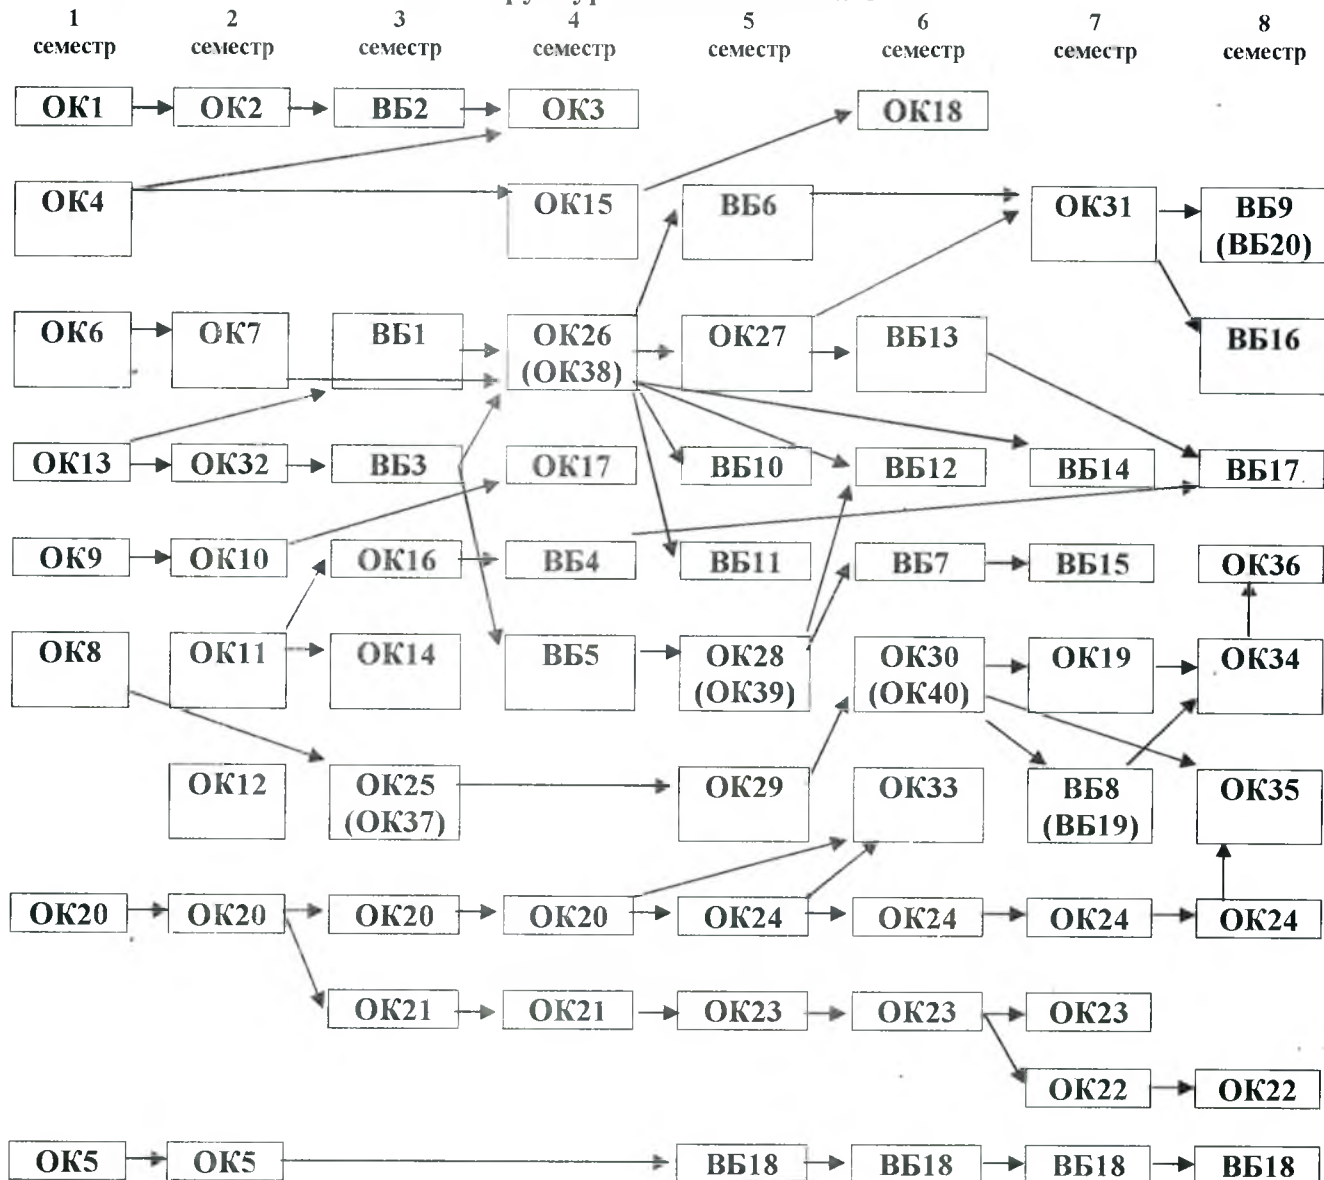 1 2 3 4 5 6 7 8
семестр семестр семестр семестр семестр семестр семестр семестр
ОК1 ОК2 ВБ2 ОК3 ОК18
ОК4 ОК15 ВБ6 ОК31 ВБ9
(ВБ20)
ОК6 ОК7 ВБ1 ОК26 ОК27 ВБ13 ВБ16
(ОК38)
ОК13 ОК32 ВБ3 ОК17 ВБ10 ВБ12 ВБ14 ВБ17
ОК9 ОК10 ОК16 ВБ4 ВБ11 ВБ7 ВБ15 ОК36
ОК8 ОК11 ОК14 ВБ5 ОК28 ОК30 ОК19 ОК34
(ОК39) (ОК40)
ОК12 ОК25 ОК29 ОК33 ВБ8 ОК35
(ОК37) (ВБ19)
ОК20 ОК20 ОК20 ОК20 ОК24 ОК24 ОК24 ОК24
ОК21 ОК21 ОК23 ОК23 ОК23
ОК22 ОК22
ОК5 ОК5 ВБ18 ВБ18 ВБ18 ВБ18